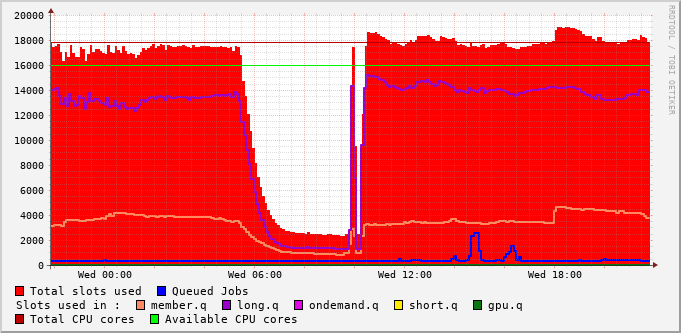 20000
18000
16000
14000
12000
10000
8000
6000
4000
2000
0
Wed 00:00 Wed 06:00 Wed 12:00 Wed 18:00
RRDTOOL / TOBI OETIKER
Total slots used Queued Jobs
Slots used in : member.q long.q ondemand.q short.q gpu.q
Total CPU cores Available CPU cores